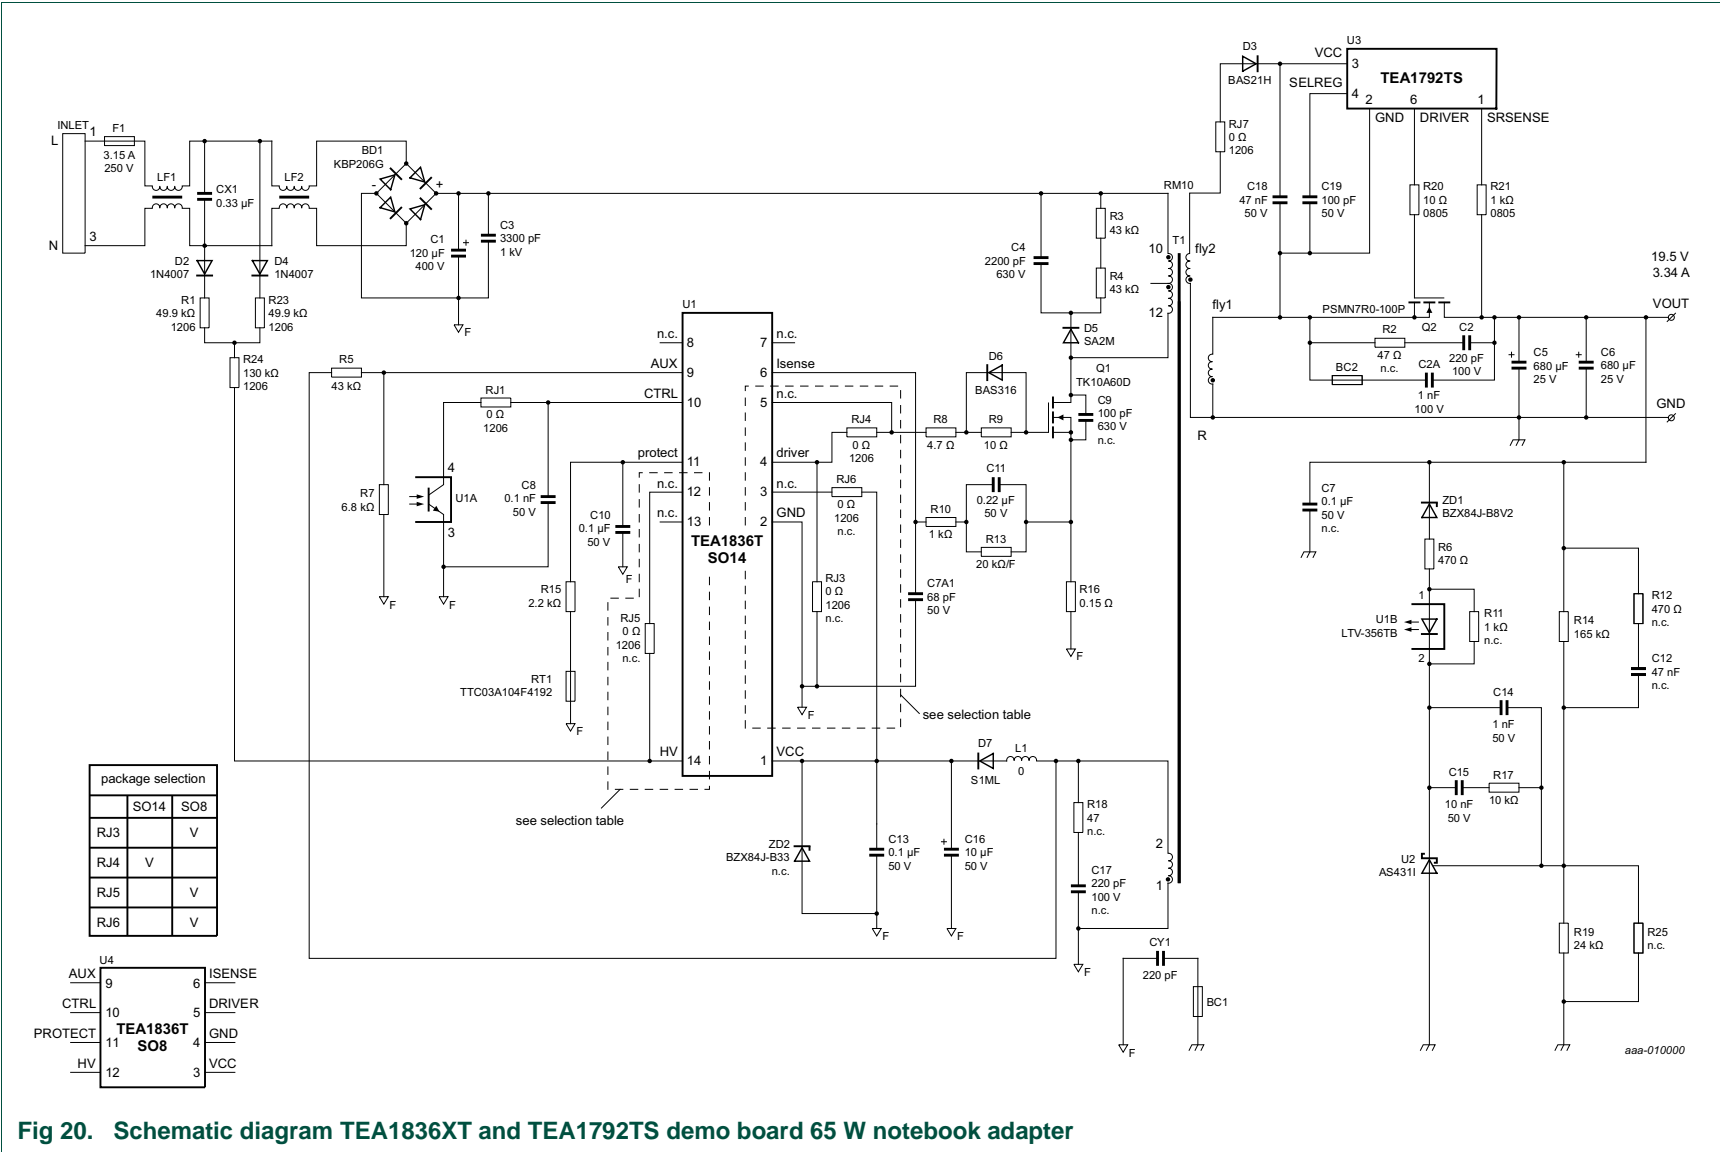 INLET
L
1
N
3
F1
3.15 A
250 V
LF1
CX1
0.33 µF
LF2
BD1
KBP206G
-
+
C1
120 µF
400 V
+
C3
3300 pF
1 kV
F
D2
1N4007
D4
1N4007
R1
49.9 kΩ
1206
R23
49.9 kΩ
1206
R24
130 kΩ
1206
R5
43 kΩ
RJ1
0 Ω
1206
R7
6.8 kΩ
F
4
U1A
3
F
C8
0.1 nF
50 V
C10
0.1 µF
50 V
F
R15
2.2 kΩ
RT1
TTC03A104F4192
F
RJ5
0 Ω
1206
n.c.
see selection table
U1
TEA1836T
SO14
n.c.
8
AUX
9
CTRL
10
protect
11
n.c.
12
n.c.
13
HV
14
7
n.c.
6
Isense
5
n.c.
4
driver
3
n.c.
2
GND
1
VCC
RJ4
0 Ω
1206
RJ6
0 Ω
1206
n.c.
RJ3
0 Ω
1206
n.c.
F
see selection table
C7A1
68 pF
50 V
R8
4.7 Ω
D6
BAS316
R9
10 Ω
R10
1 kΩ
C11
0.22 µF
50 V
R13
20 kΩ/F
Q1
TK10A60D
C9
100 pF
630 V
n.c.
R16
0.15 Ω
F
C4
2200 pF
630 V
R3
43 kΩ
R4
43 kΩ
D5
SA2M
RM10
T1
10
12
fly2
fly1
R
2
1
ZD2
BZX84J-B33
n.c.
C13
0.1 µF
50 V
F
+
C16
10 µF
50 V
F
D7
S1ML
L1
0
R18
47
n.c.
C17
220 pF
100 V
n.c.
F
CY1
220 pF
BC1
F
D3
BAS21H
RJ7
0 Ω
1206
U3
TEA1792TS
VCC
3
SELREG
4
2
GND
6
DRIVER
1
SRSENSE
C18
47 nF
50 V
C19
100 pF
50 V
R20
10 Ω
0805
R21
1 kΩ
0805
PSMN7R0-100P
Q2
R2
47 Ω
n.c.
C2
220 pF
100 V
BC2
C2A
1 nF
100 V
+
C5
680 µF
25 V
+
C6
680 µF
25 V
19.5 V
3.34 A
VOUT
GND
C7
0.1 µF
50 V
n.c.
ZD1
BZX84J-B8V2
R6
470 Ω
1
U1B
LTV-356TB
2
R11
1 kΩ
n.c.
R14
165 kΩ
R12
470 Ω
n.c.
C12
47 nF
n.c.
C14
1 nF
50 V
C15
10 nF
50 V
R17
10 kΩ
U2
AS431I
R19
24 kΩ
R25
n.c.
package selection
SO14 SO8
RJ3 V
RJ4 V
RJ5 V
RJ6 V
U4
TEA1836T
SO8
AUX
9
CTRL
10
PROTECT
11
HV
12
6
ISENSE
5
DRIVER
4
GND
3
VCC
aaa-010000
Fig 20. Schematic diagram TEA1836XT and TEA1792TS demo board 65 W notebook adapter